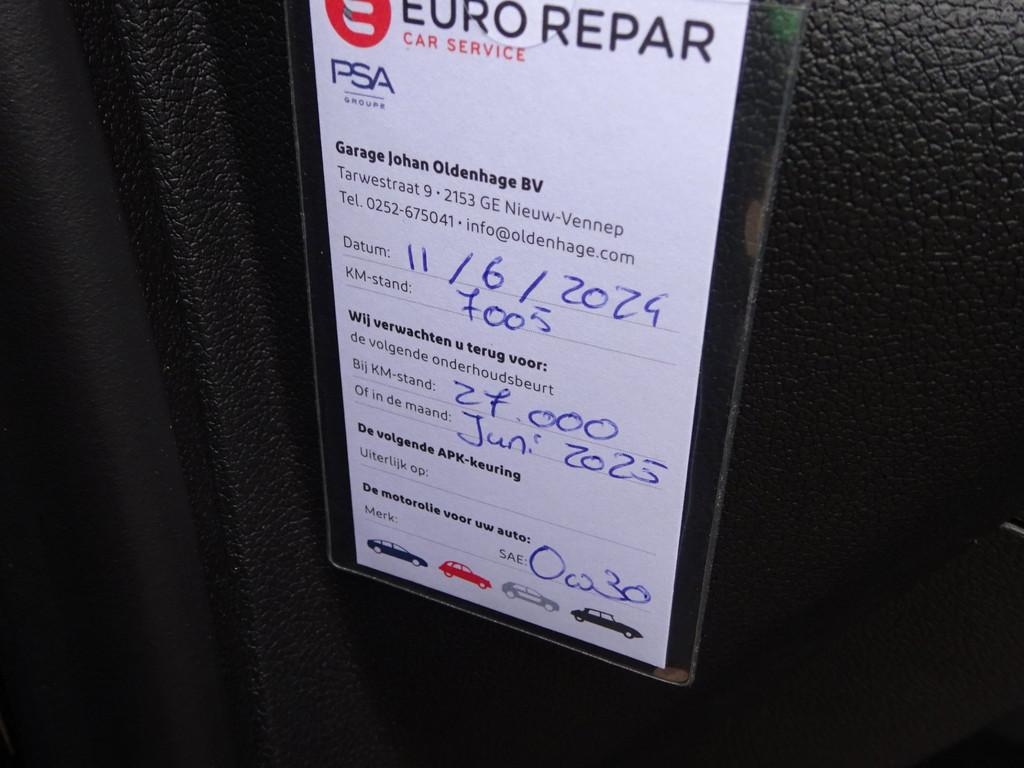 EURO REPAR
CAR SERVICE
PSA
GROUPE
Garage Johan Oldenhage BV
Tarwestraat 9 • 2153 GE Nieuw-Vennep
Tel. 0252-675041 • info@oldenhage.com
Datum: 11/6/2024
KM-stand: 7005
Wij verwachten u terug voor:
de volgende onderhoudsbeurt
Bij KM-stand: 27.000
Of in de maand: Juni 2025
De volgende APK-keuring
Uiterlijk op:
De motorolie voor uw auto:
Merk: SAE: 0w30